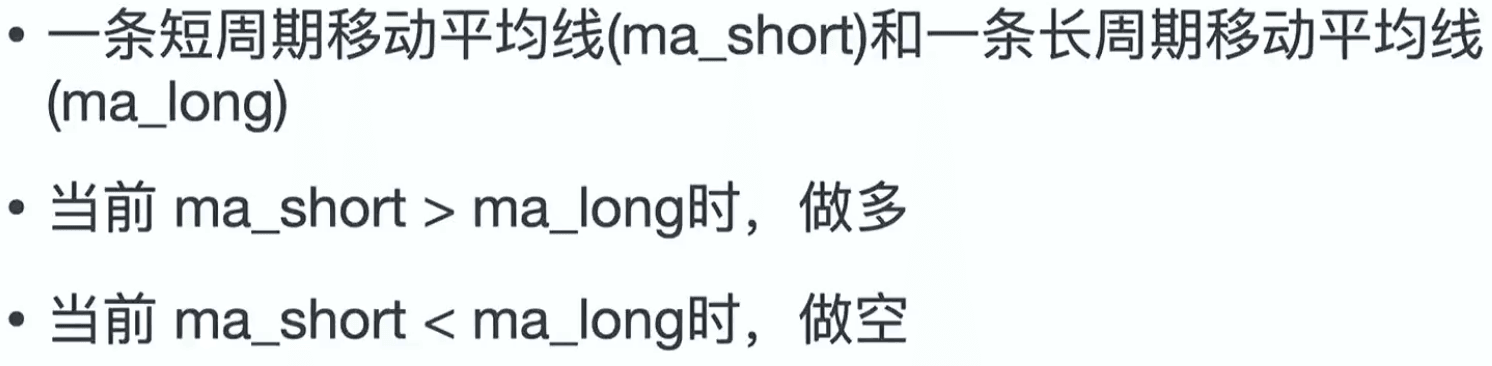 • 一条短周期移动平均线(ma_short)和一条长周期移动平均线
(ma_long)
• 当前 ma_short > ma_long时，做多
• 当前 ma_short < ma_long时，做空